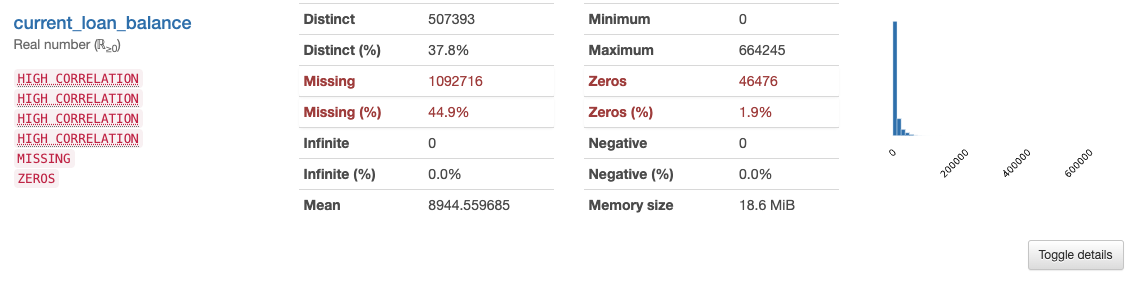 current_loan_balance
Real number (ℝ≥0)
HIGH CORRELATION
HIGH CORRELATION
HIGH CORRELATION
HIGH CORRELATION
MISSING
ZEROS
Distinct 507393
Distinct (%) 37.8%
Missing 1092716
Missing (%) 44.9%
Infinite 0
Infinite (%) 0.0%
Mean 8944.559685
Minimum 0
Maximum 664245
Zeros 46476
Zeros (%) 1.9%
Negative 0
Negative (%) 0.0%
Memory size 18.6 MiB
0 200000 400000 600000
Toggle details